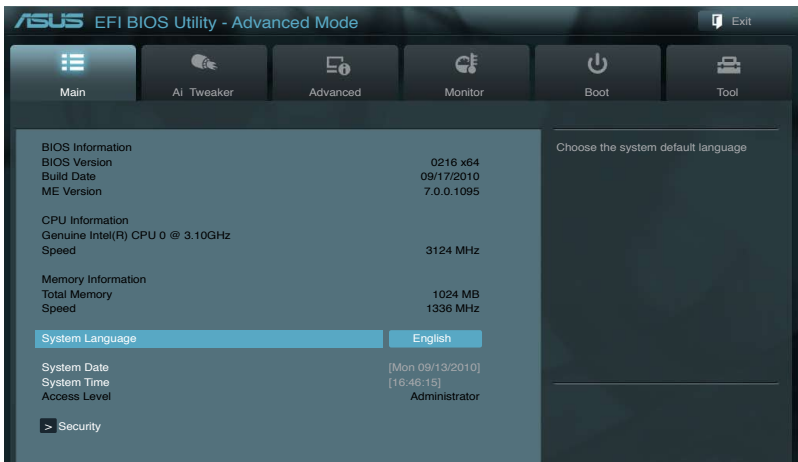 ASUS EFI BIOS Utility - Advanced Mode
Exit
Main
Ai Tweaker
Advanced
Monitor
Boot
Tool
BIOS Information
BIOS Version 0216 x64
Build Date 09/17/2010
ME Version 7.0.0.1095
CPU Information
Genuine Intel(R) CPU 0 @ 3.10GHz
Speed 3124 MHz
Memory Information
Total Memory 1024 MB
Speed 1336 MHz
System Language English
System Date [Mon 09/13/2010]
System Time [16:46:15]
Access Level Administrator
> Security
Choose the system default language